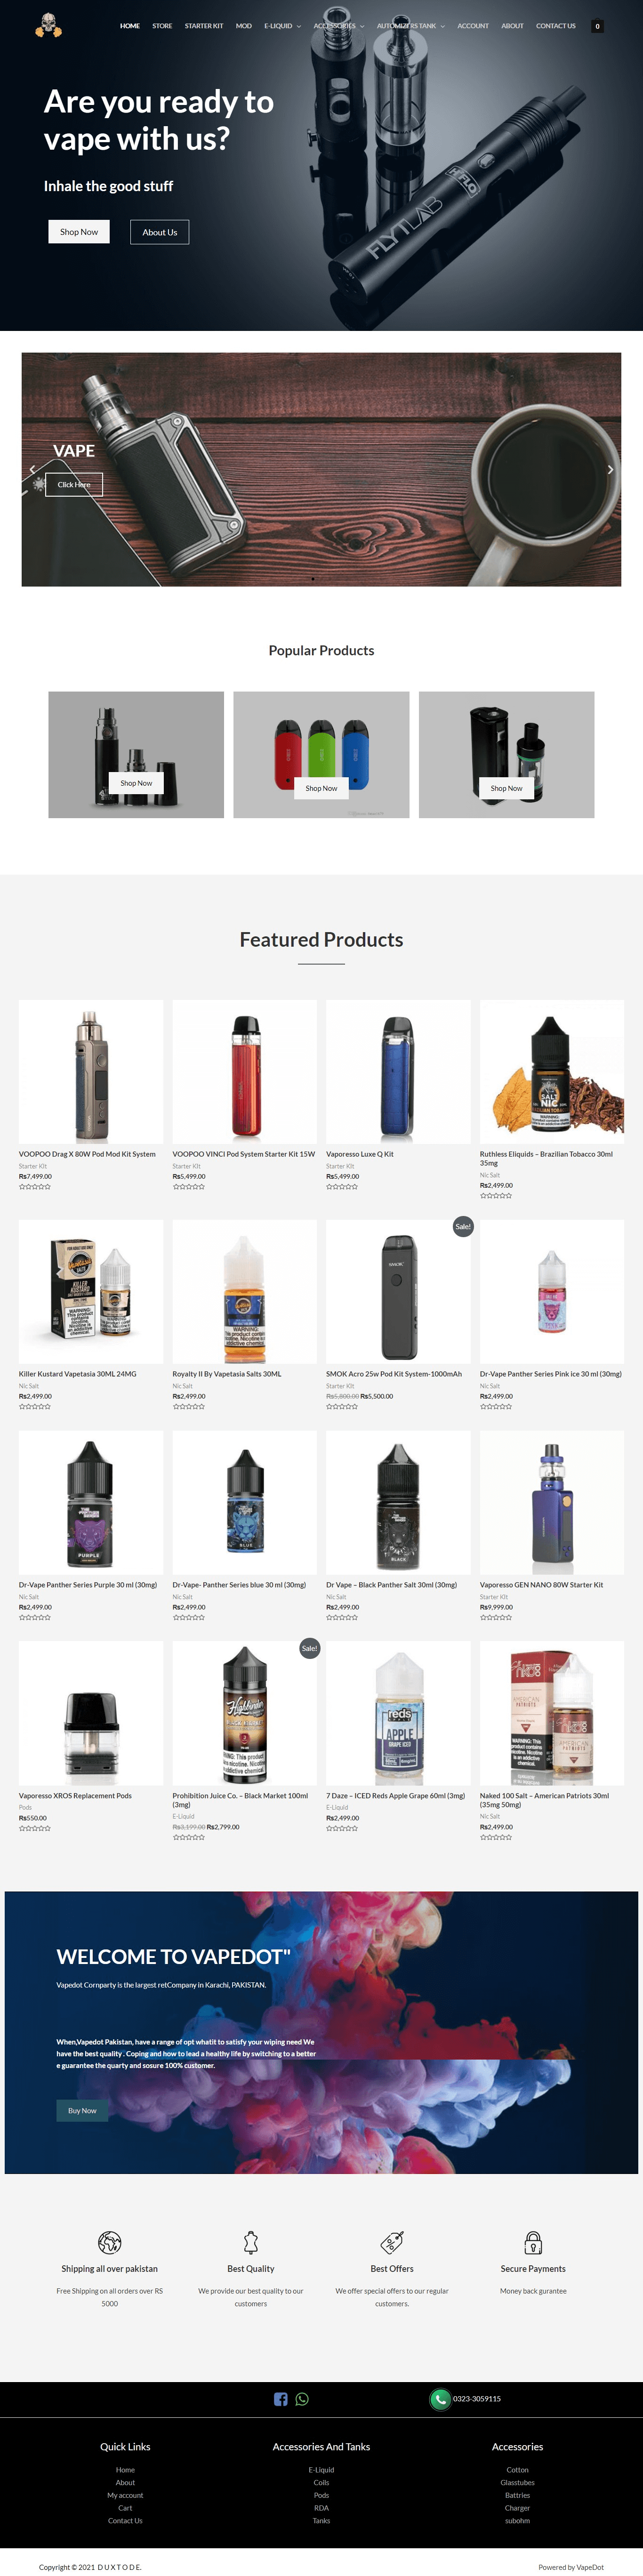 HOME STORE STARTER KIT MOD E-LIQUID ACCESSORIES AUTOMIZERS TANK ACCOUNT ABOUT CONTACT US 0
Are you ready to
vape with us?
Inhale the good stuff
Shop Now About Us
FLYTLAB
H2FLO
VAPE
Click Here
Popular Products
Shop Now Shop Now Shop Now
Featured Products
VOOPOO Drag X 80W Pod Mod Kit System
Starter Kit
₨7,499.00
VOOPOO VINCI Pod System Starter Kit 15W
Starter Kit
₨5,499.00
Vaporesso Luxe Q Kit
Starter Kit
₨5,499.00
SALT
NIC
Ruthless Eliquids – Brazilian Tobacco 30ml
35mg
Nic Salt
₨2,499.00
KILLER
KUSTARD
WARNING:
Killer Kustard Vapetasia 30ML 24MG
Nic Salt
₨2,499.00
Royalty II By Vapetasia Salts 30ML
Nic Salt
₨2,499.00
Sale!
SMOK
SMOK Acro 25w Pod Kit System-1000mAh
Starter Kit
₨5,800.00 ₨5,500.00
Dr-Vape Panther Series Pink ice 30 ml (30mg)
Nic Salt
₨2,499.00
PURPLE
Dr-Vape Panther Series Purple 30 ml (30mg)
Nic Salt
₨2,499.00
BLUE
Dr-Vape- Panther Series blue 30 ml (30mg)
Nic Salt
₨2,499.00
BLACK
Dr Vape – Black Panther Salt 30ml (30mg)
Nic Salt
₨2,499.00
Vaporesso GEN NANO 80W Starter Kit
Starter Kit
₨9,999.00
Vaporesso XROS Replacement Pods
Pods
₨550.00
Sale!
Prohibition Juice Co. – Black Market 100ml
(3mg)
E-Liquid
₨3,199.00 ₨2,799.00
reds
APPLE
GRAPE ICED
7 Daze – ICED Reds Apple Grape 60ml (3mg)
E-Liquid
₨2,499.00
AMERICAN
PATRIOTS
Naked 100 Salt – American Patriots 30ml
(35mg 50mg)
Nic Salt
₨2,499.00
WELCOME TO VAPEDOT"
Vapedot Cornparty is the largest retCompany in Karachi, PAKISTAN.
When,Vapedot Pakistan, have a range of opt whatit to satisfy your wiping need We
have the best quality . Coping and how to lead a healthy life by switching to a better
e guarantee the quarty and sosure 100% customer.
Buy Now
Shipping all over pakistan
Free Shipping on all orders over RS
5000
Best Quality
We provide our best quality to our
customers
Best Offers
We offer special offers to our regular
customers.
Secure Payments
Money back gurantee
0323-3059115
Quick Links
Home
About
My account
Cart
Contact Us
Accessories And Tanks
E-Liquid
Coils
Pods
RDA
Tanks
Accessories
Cotton
Glasstubes
Battries
Charger
subohm
Copyright © 2021 D U X T O D E.
Powered by VapeDot